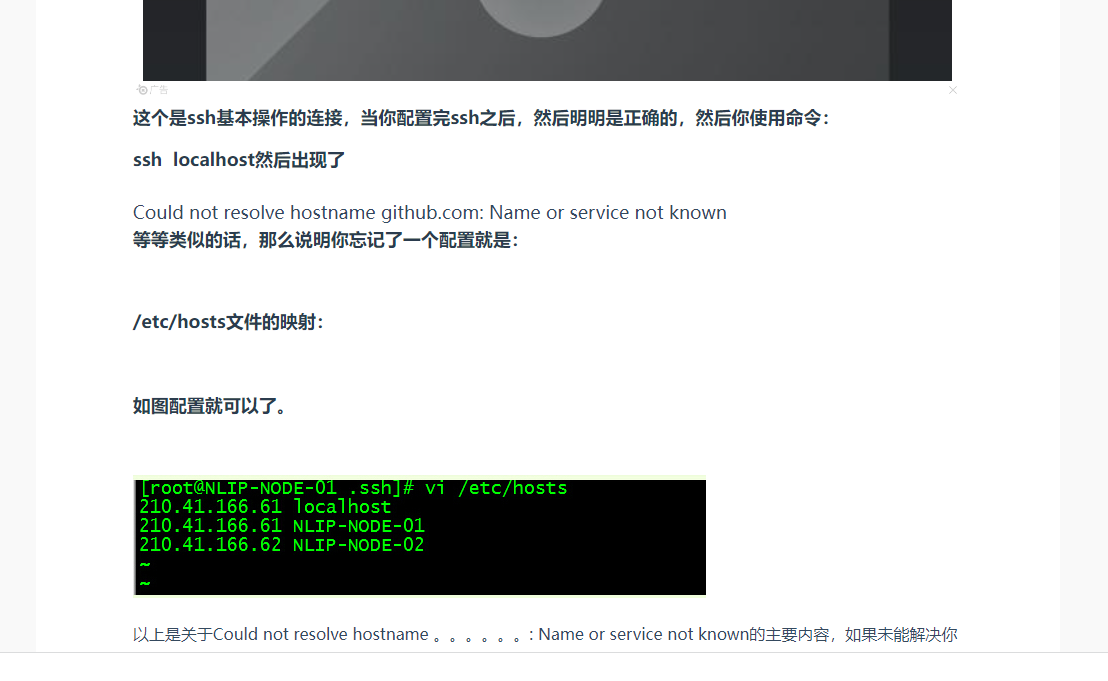 广告
这个是ssh基本操作的连接，当你配置完ssh之后，然后明明是正确的，然后你使用命令：
ssh  localhost然后出现了
Could not resolve hostname github.com: Name or service not known
等等类似的话，那么说明你忘记了一个配置就是：
/etc/hosts文件的映射：
如图配置就可以了。
[root@NLIP-NODE-01 .ssh]# vi /etc/hosts
210.41.166.61 localhost
210.41.166.61 NLIP-NODE-01
210.41.166.62 NLIP-NODE-02
~
~
以上是关于Could not resolve hostname 。。。。。。: Name or service not known的主要内容，如果未能解决你